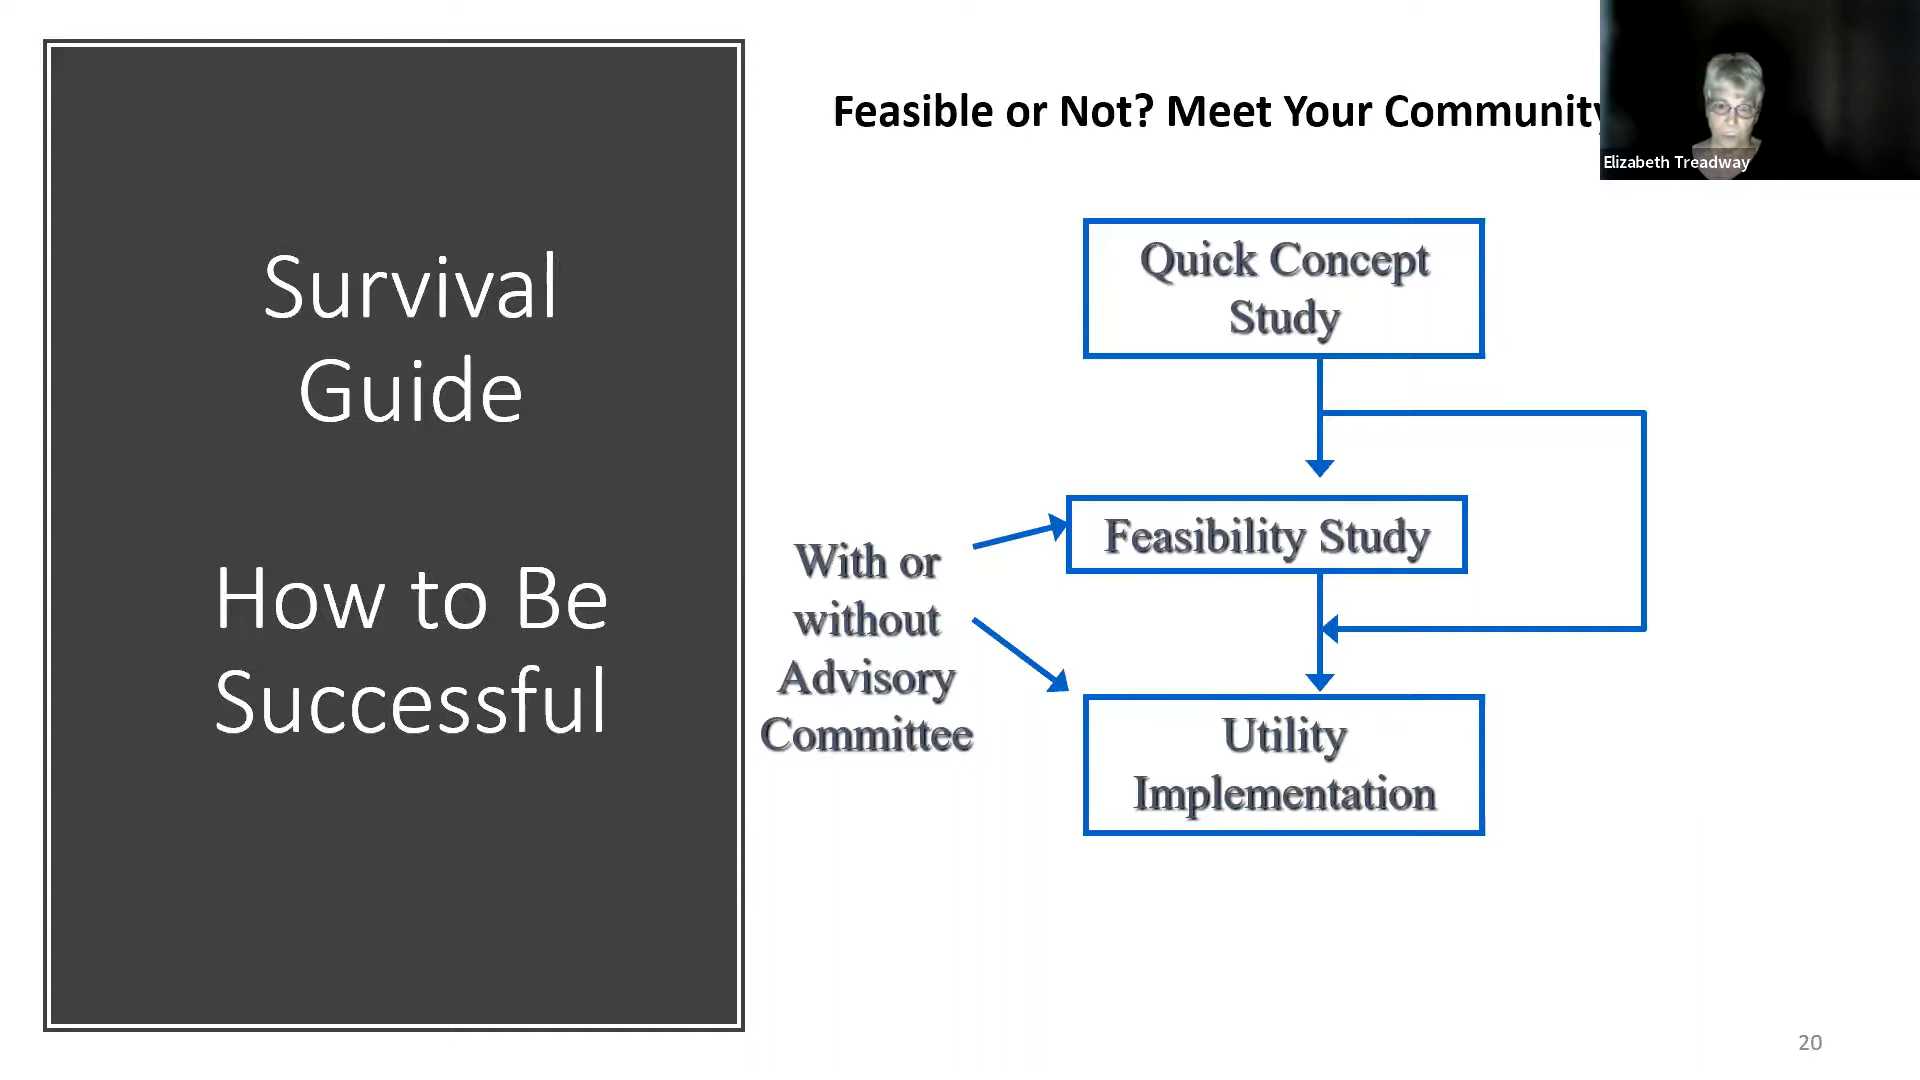 Survival
Guide
How to Be
Successful
Feasible or Not? Meet Your Community
Elizabeth Treadway
Quick Concept
Study
Feasibility Study
With or
without
Advisory
Committee
Utility
Implementation
20